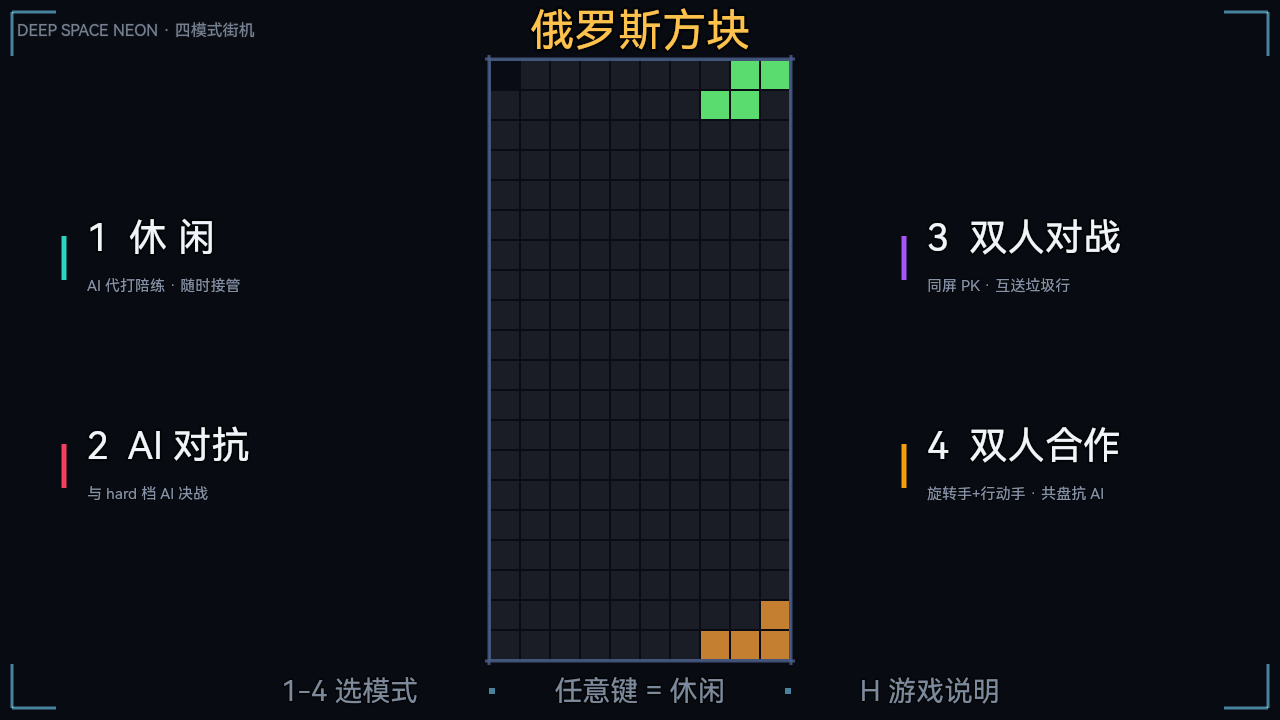 DEEP SPACE NEON · 四模式街机
俄罗斯方块
1 休 闲
AI 代打陪练 · 随时接管
2 AI 对抗
与 hard 档 AI 决战
3 双人对战
同屏 PK · 互送垃圾行
4 双人合作
旋转手+行动手 · 共盘抗 AI
1-4 选模式 ▪ 任意键 = 休闲 ▪ H 游戏说明